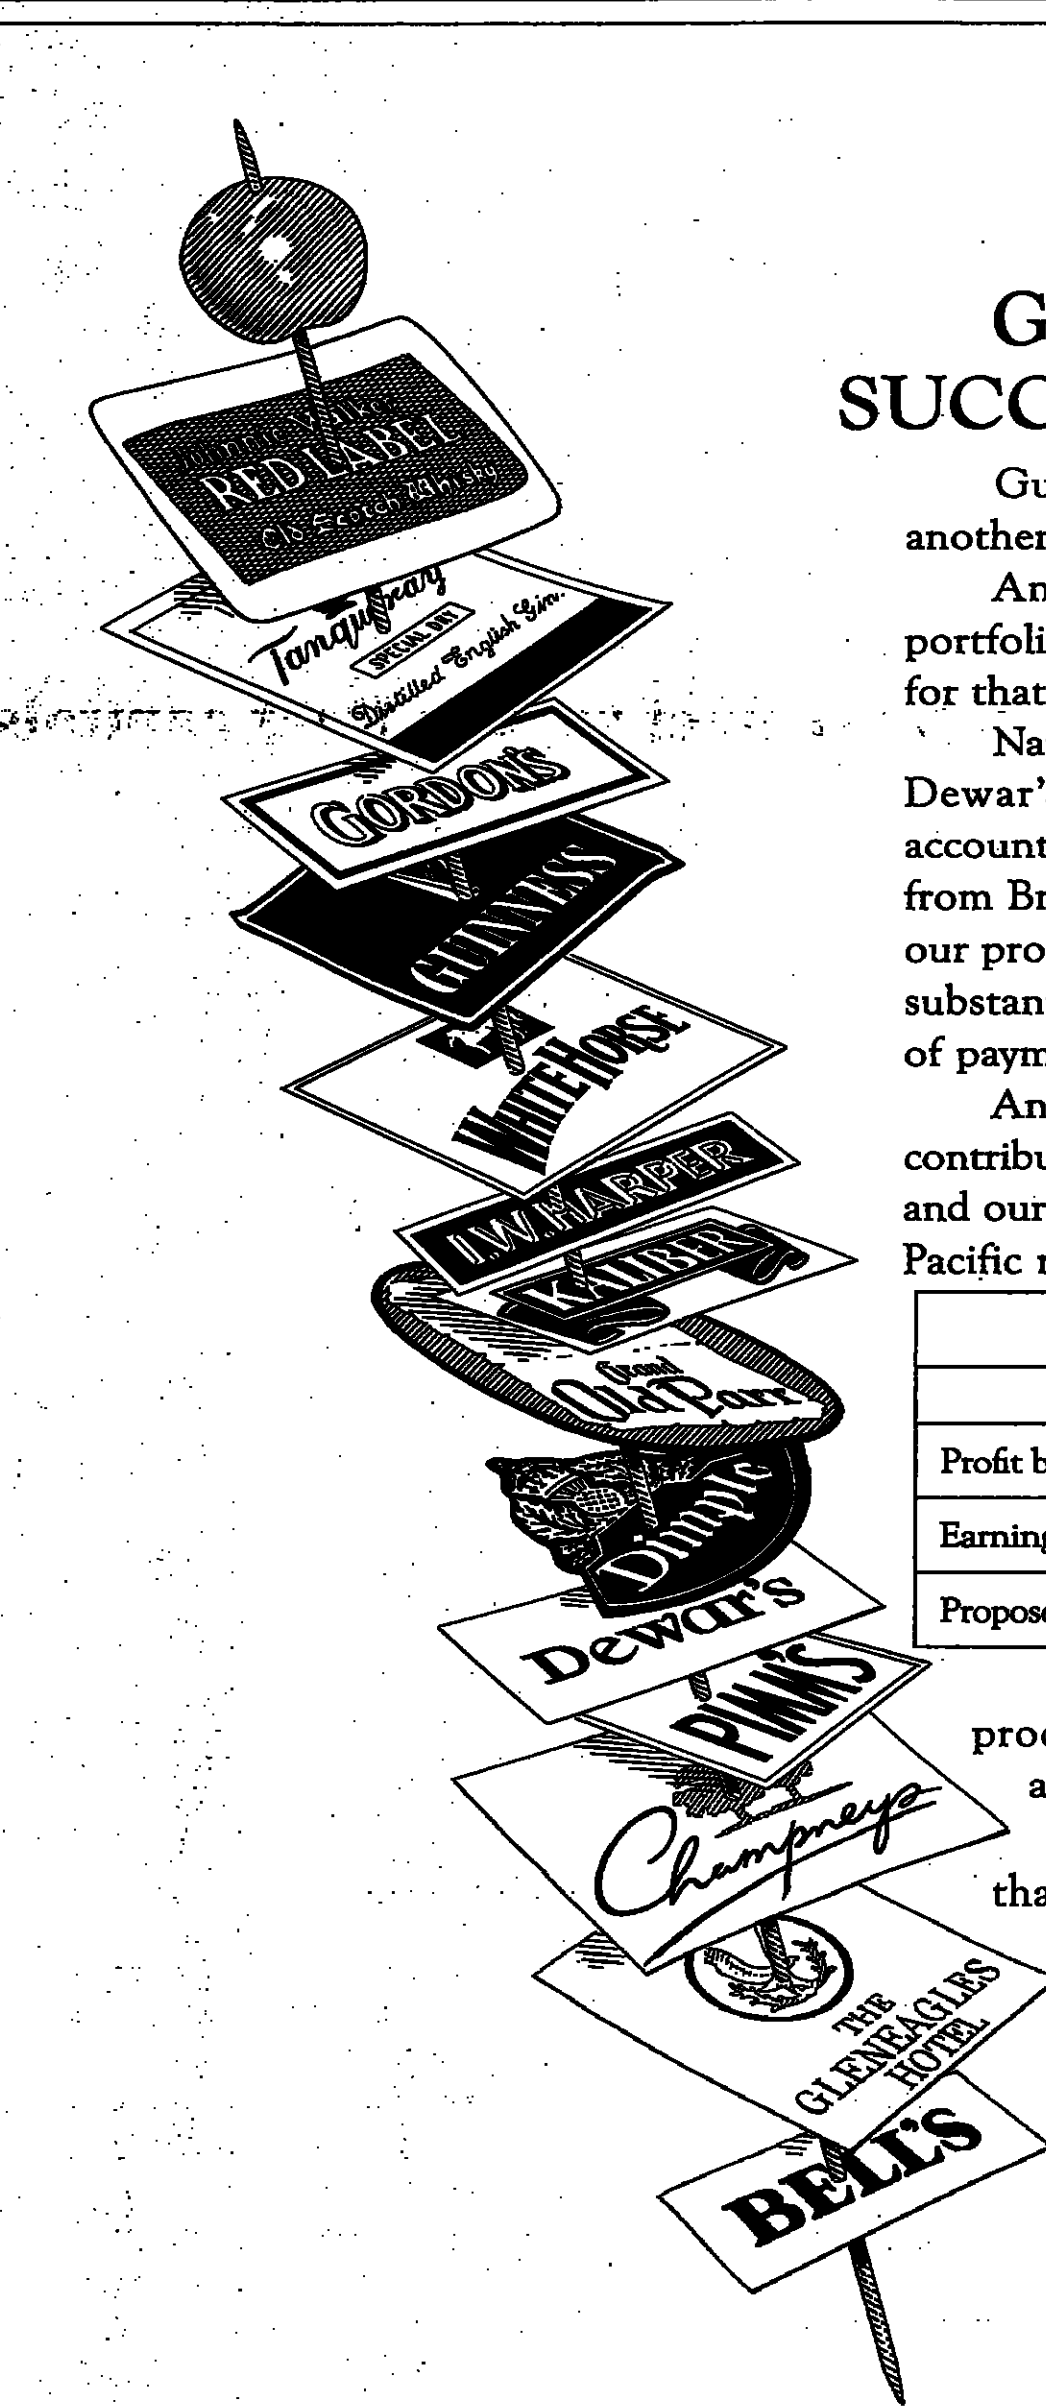 Johnnie Walker
RED LABEL
Old Scotch Whisky
Tanqueray
SPECIAL DRY
Distilled English Gin.
GORDON'S
GUINNESS
WHITE HORSE
I.W. HARPER
KALIBER
Grand
Old Parr
Dimple
Dewar's
PIMM'S
Champneys
THE
GLENEAGLES
HOTEL
BELL'S
G
SUCC
Gu
another
An
portfoli
for that
Na
Dewar'
account
from Br
our pro
substan
of paym
An
contribu
and our
Pacific
Profit b
Earning
Propose
proc
a
tha